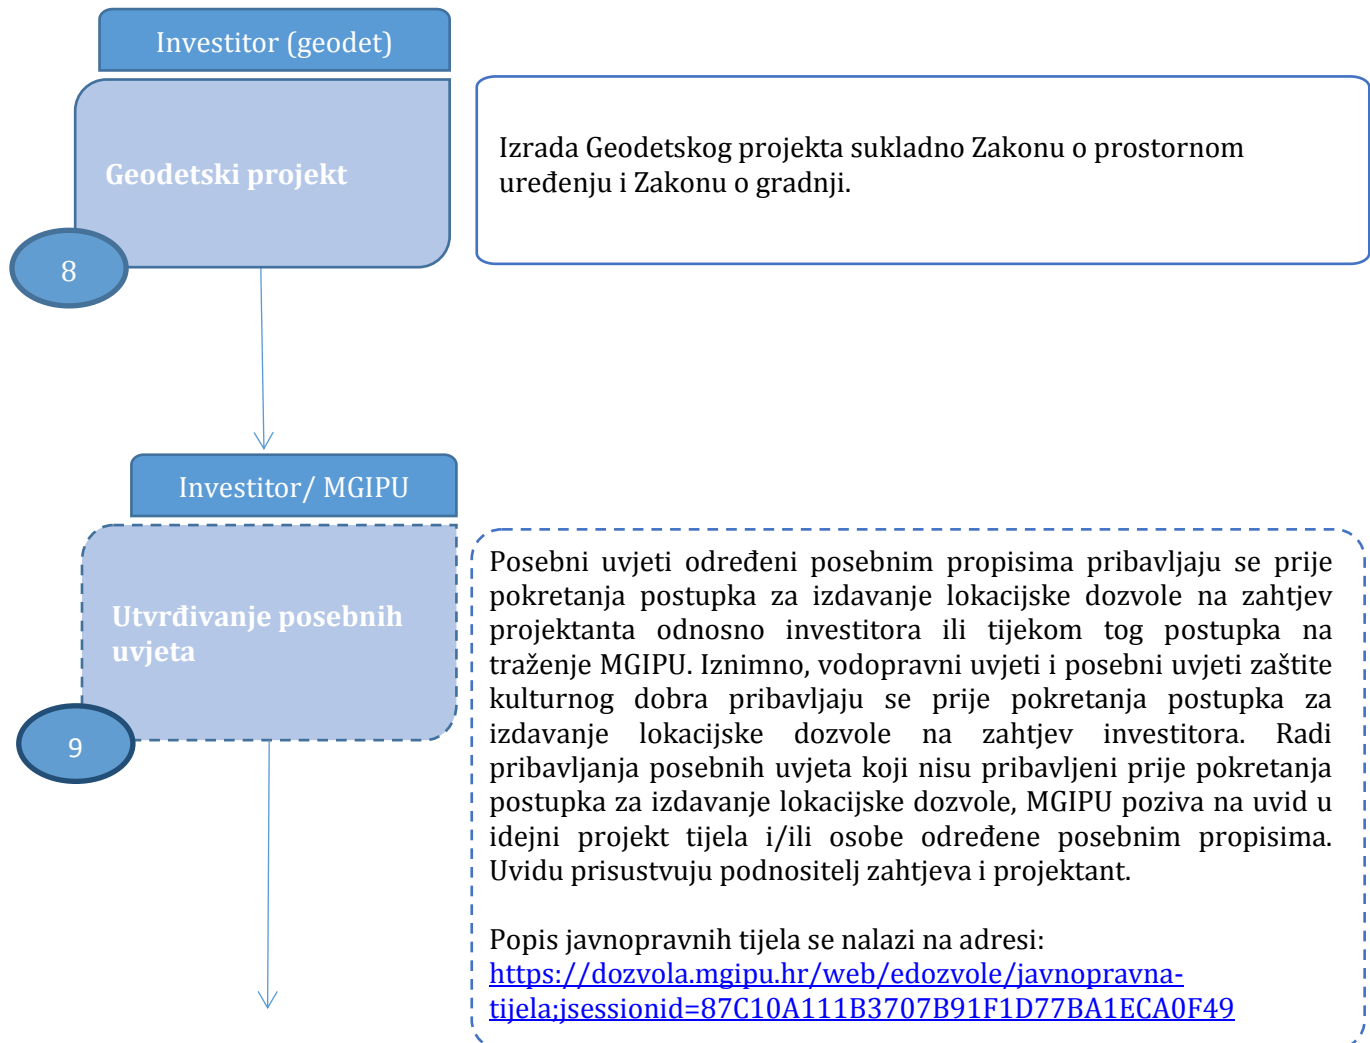 Investitor (geodet)
Geodetski projekt
8
Izrada Geodetskog projekta sukladno Zakonu o prostornom
uređenju i Zakonu o gradnji.
Investitor/ MGIPU
Utvrđivanje posebnih
uvjeta
9
Posebni uvjeti određeni posebnim propisima pribavljaju se prije
pokretanja postupka za izdavanje lokacijske dozvole na zahtjev
projektanta odnosno investitora ili tijekom tog postupka na
traženje MGIPU. Iznimno, vodopravni uvjeti i posebni uvjeti zaštite
kulturnog dobra pribavljaju se prije pokretanja postupka za
izdavanje lokacijske dozvole na zahtjev investitora. Radi
pribavljanja posebnih uvjeta koji nisu pribavljeni prije pokretanja
postupka za izdavanje lokacijske dozvole, MGIPU poziva na uvid u
idejni projekt tijela i/ili osobe određene posebnim propisima.
Uvidu prisustvuju podnositelj zahtjeva i projektant.
Popis javnopravnih tijela se nalazi na adresi:
https://dozvola.mgipu.hr/web/edozvole/javnopravna-
tijela;jsessionid=87C10A111B3707B91F1D77BA1ECA0F49